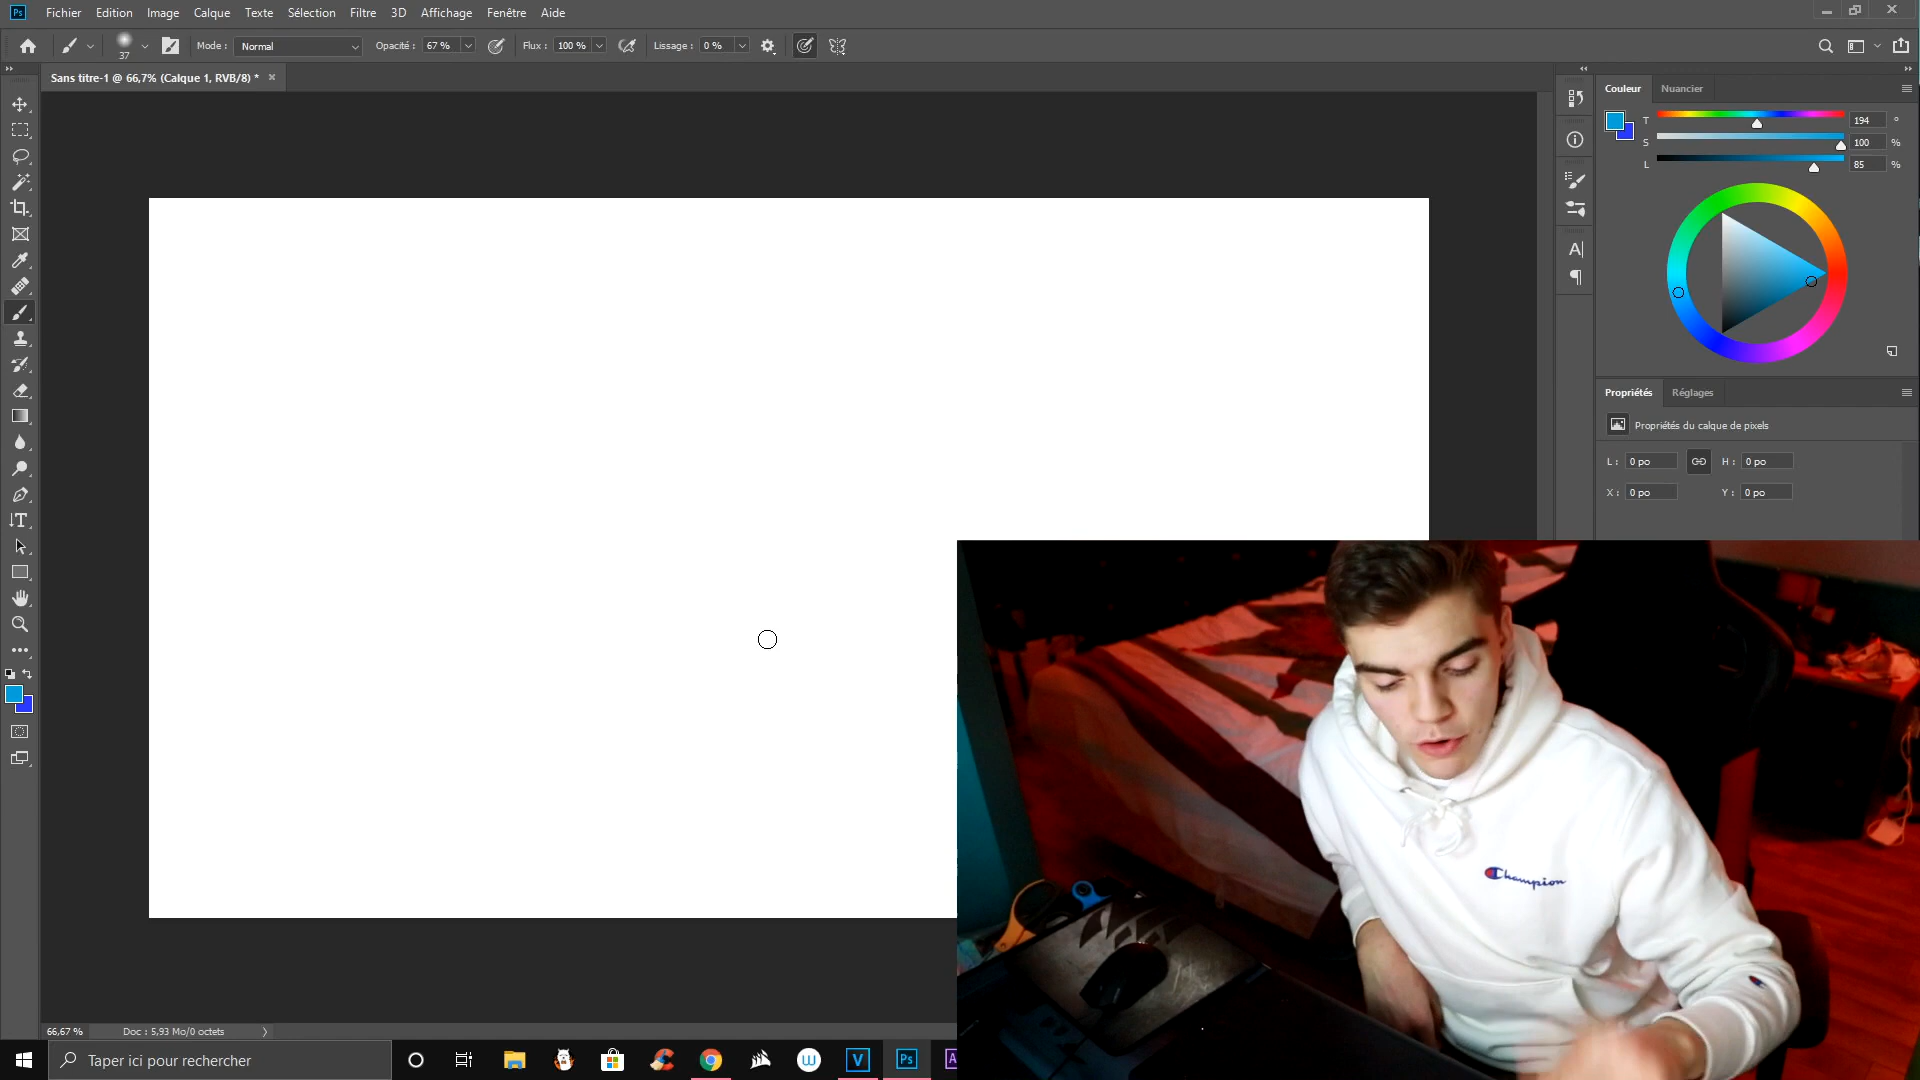 Ps Fichier Edition Image Calque Texte Sélection Filtre 3D Affichage Fenêtre Aide
37 Mode : Normal Opacité : 67 % Flux : 100 % Lissage : 0 %
Sans titre-1 @ 66,7% (Calque 1, RVB/8) *
Couleur Nuancier
T 194 °
S 100 %
L 85 %
A
Propriétés Réglages
Propriétés du calque de pixels
L : 0 po H : 0 po
X : 0 po Y : 0 po
T
Champion
66,67 % Doc : 5,93 Mo/0 octets
Taper ici pour rechercher
W V Ps A